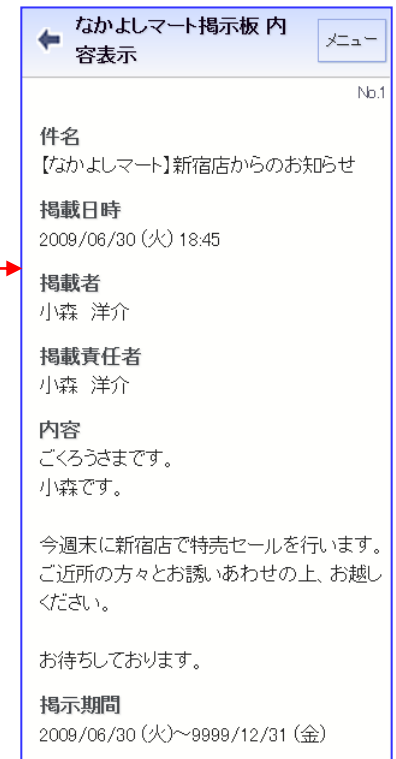 なかよしマート掲示板 内
容表示
メニュー
No.1
件名
【なかよしマート】新宿店からのお知らせ
掲載日時
2009/06/30 (火) 18:45
掲載者
小森 洋介
掲載責任者
小森 洋介
内容
ごくろうさまです。
小森です。
今週末に新宿店で特売セールを行います。
ご近所の方々とお誘いあわせの上、お越し
ください。
お待ちしております。
掲示期間
2009/06/30 (火)～9999/12/31 (金)